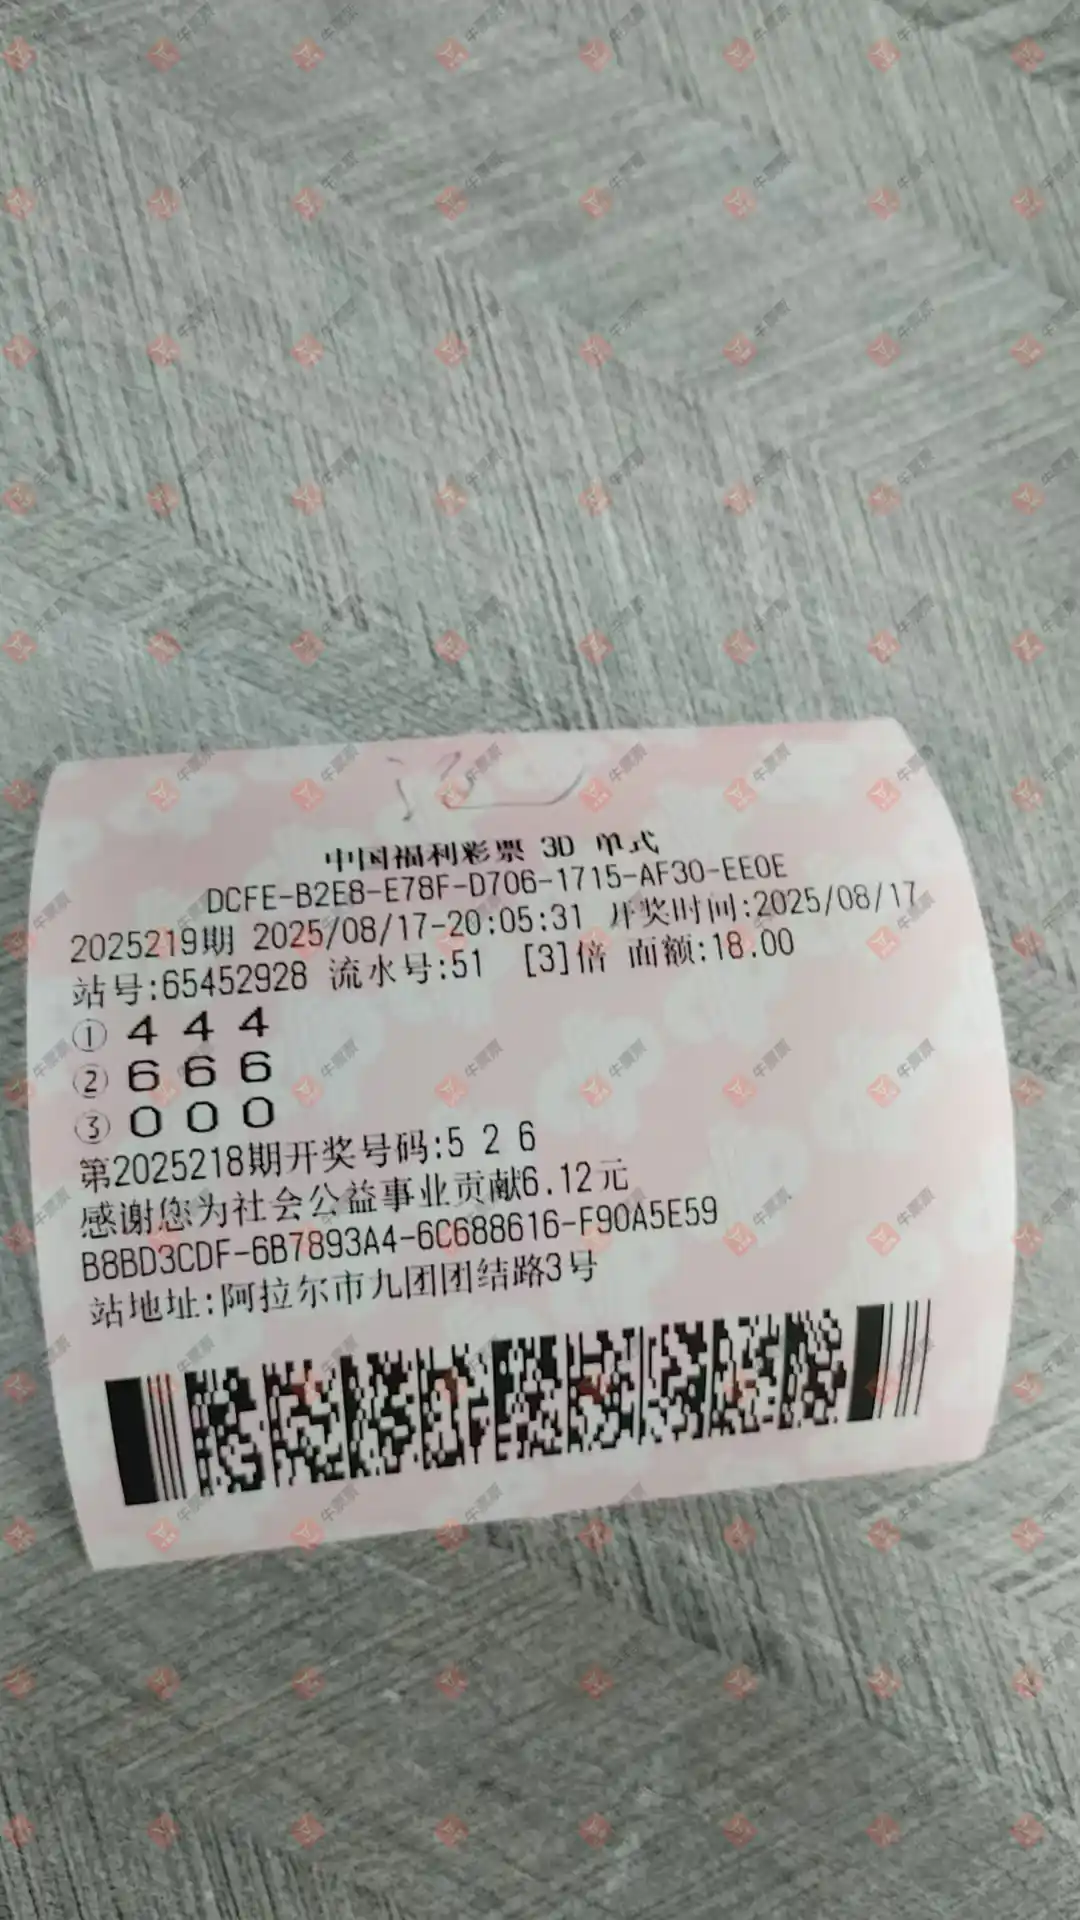 中国福利彩票 3D 单式
DCFE-B2E8-E78F-D706-1715-AF30-EE0E
2025219期 2025/08/17-20:05:31 开奖时间:2025/08/17
站号:65452928 流水号:51 [3]倍 面额:18.00
① 4 4 4
② 6 6 6
③ 0 0 0
第2025218期开奖号码:5 2 6
感谢您为社会公益事业贡献6.12元
B8BD3CDF-6B7893A4-6C688616-F90A5E59
站地址:阿拉尔市九团团结路3号
牛票票